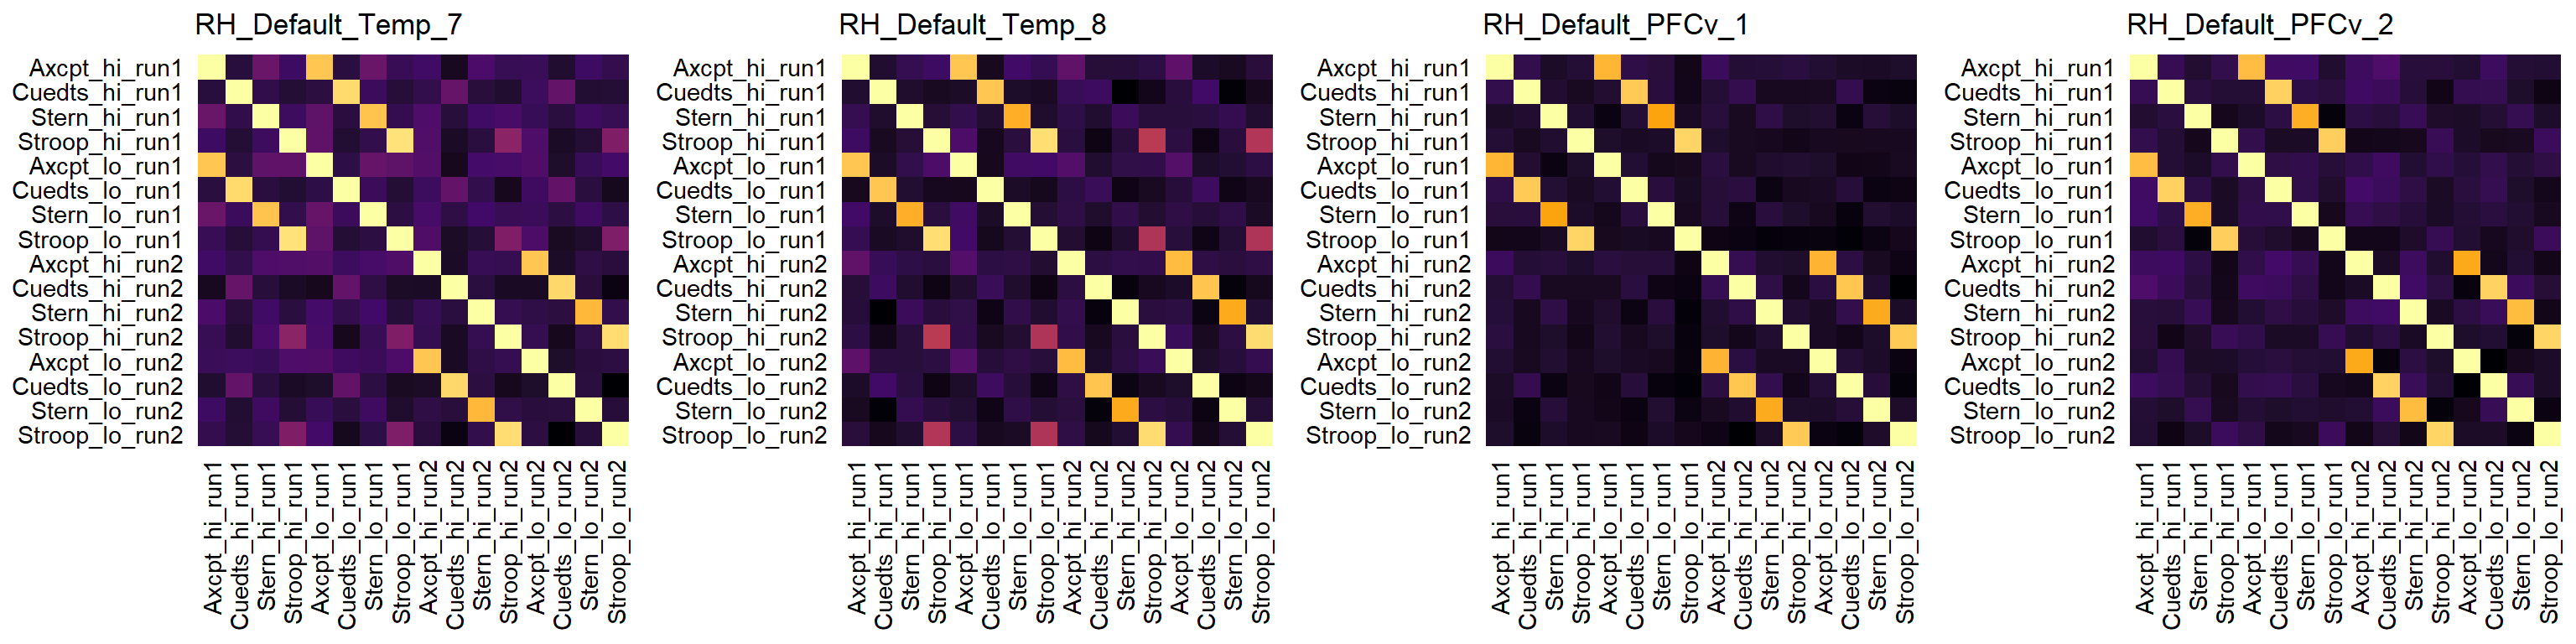 RH_Default_Temp_7
Axcpt_hi_run1
Cuedts_hi_run1
Stern_hi_run1
Stroop_hi_run1
Axcpt_lo_run1
Cuedts_lo_run1
Stern_lo_run1
Stroop_lo_run1
Axcpt_hi_run2
Cuedts_hi_run2
Stern_hi_run2
Stroop_hi_run2
Axcpt_lo_run2
Cuedts_lo_run2
Stern_lo_run2
Stroop_lo_run2
Axcpt_hi_run1
Cuedts_hi_run1
Stern_hi_run1
Stroop_hi_run1
Axcpt_lo_run1
Cuedts_lo_run1
Stern_lo_run1
Stroop_lo_run1
Axcpt_hi_run2
Cuedts_hi_run2
Stern_hi_run2
Stroop_hi_run2
Axcpt_lo_run2
Cuedts_lo_run2
Stern_lo_run2
Stroop_lo_run2
RH_Default_Temp_8
Axcpt_hi_run1
Cuedts_hi_run1
Stern_hi_run1
Stroop_hi_run1
Axcpt_lo_run1
Cuedts_lo_run1
Stern_lo_run1
Stroop_lo_run1
Axcpt_hi_run2
Cuedts_hi_run2
Stern_hi_run2
Stroop_hi_run2
Axcpt_lo_run2
Cuedts_lo_run2
Stern_lo_run2
Stroop_lo_run2
Axcpt_hi_run1
Cuedts_hi_run1
Stern_hi_run1
Stroop_hi_run1
Axcpt_lo_run1
Cuedts_lo_run1
Stern_lo_run1
Stroop_lo_run1
Axcpt_hi_run2
Cuedts_hi_run2
Stern_hi_run2
Stroop_hi_run2
Axcpt_lo_run2
Cuedts_lo_run2
Stern_lo_run2
Stroop_lo_run2
RH_Default_PFCv_1
Axcpt_hi_run1
Cuedts_hi_run1
Stern_hi_run1
Stroop_hi_run1
Axcpt_lo_run1
Cuedts_lo_run1
Stern_lo_run1
Stroop_lo_run1
Axcpt_hi_run2
Cuedts_hi_run2
Stern_hi_run2
Stroop_hi_run2
Axcpt_lo_run2
Cuedts_lo_run2
Stern_lo_run2
Stroop_lo_run2
Axcpt_hi_run1
Cuedts_hi_run1
Stern_hi_run1
Stroop_hi_run1
Axcpt_lo_run1
Cuedts_lo_run1
Stern_lo_run1
Stroop_lo_run1
Axcpt_hi_run2
Cuedts_hi_run2
Stern_hi_run2
Stroop_hi_run2
Axcpt_lo_run2
Cuedts_lo_run2
Stern_lo_run2
Stroop_lo_run2
RH_Default_PFCv_2
Axcpt_hi_run1
Cuedts_hi_run1
Stern_hi_run1
Stroop_hi_run1
Axcpt_lo_run1
Cuedts_lo_run1
Stern_lo_run1
Stroop_lo_run1
Axcpt_hi_run2
Cuedts_hi_run2
Stern_hi_run2
Stroop_hi_run2
Axcpt_lo_run2
Cuedts_lo_run2
Stern_lo_run2
Stroop_lo_run2
Axcpt_hi_run1
Cuedts_hi_run1
Stern_hi_run1
Stroop_hi_run1
Axcpt_lo_run1
Cuedts_lo_run1
Stern_lo_run1
Stroop_lo_run1
Axcpt_hi_run2
Cuedts_hi_run2
Stern_hi_run2
Stroop_hi_run2
Axcpt_lo_run2
Cuedts_lo_run2
Stern_lo_run2
Stroop_lo_run2